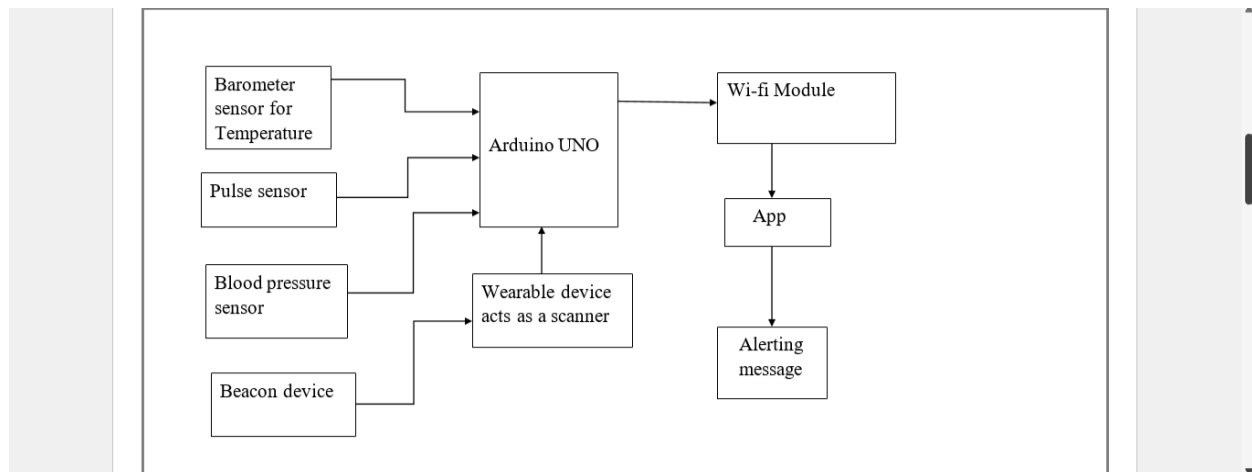 Barometer
sensor for
Temperature
Pulse sensor
Blood pressure
sensor
Beacon device
Arduino UNO
Wearable device
acts as a scanner
Wi-fi Module
App
Alerting
message